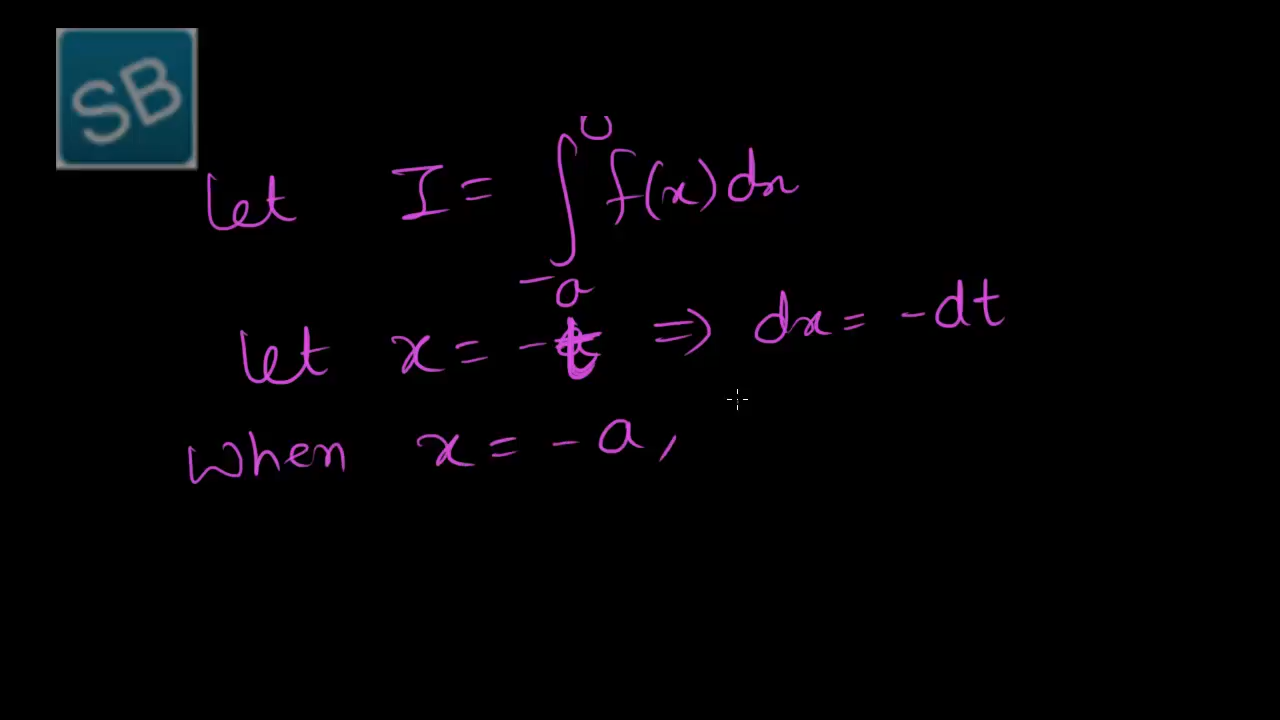 SB
let I = ∫_{-a}^{0} f(x) dx
let x = -t ⇒ dx = -dt
when x = -a,